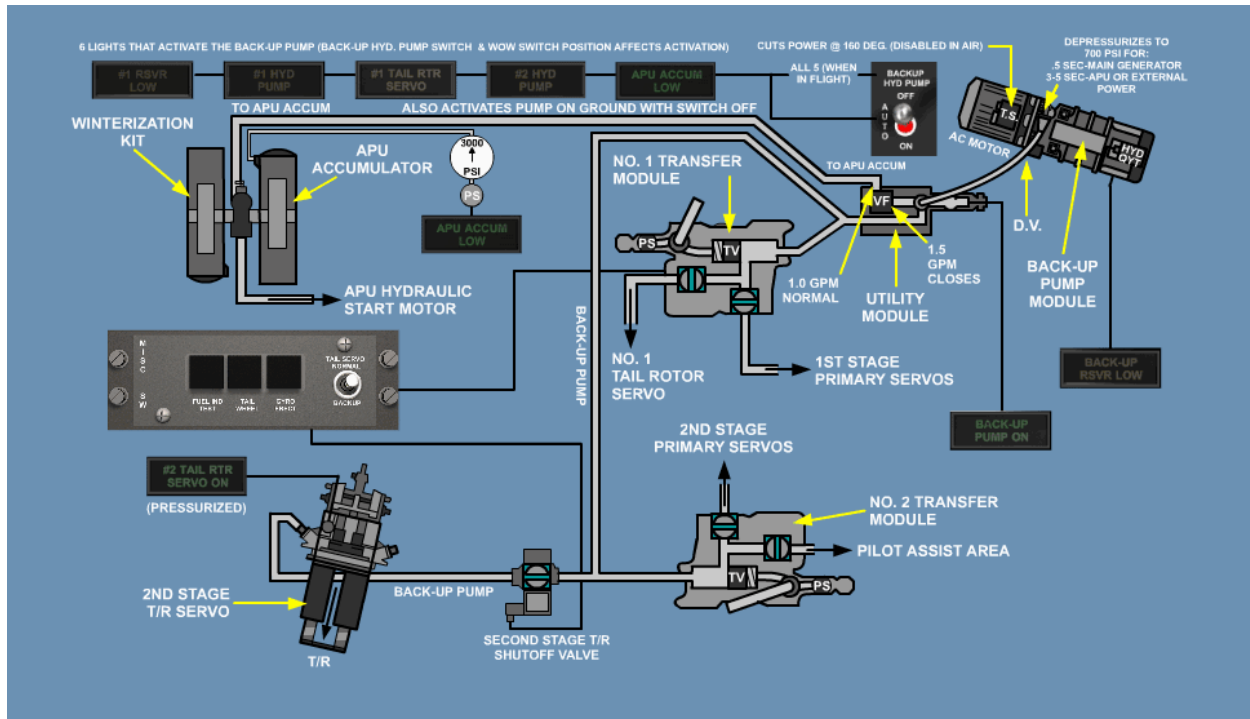 6 LIGHTS THAT ACTIVATE THE BACK-UP PUMP (BACK-UP HYD. PUMP SWITCH & WOW SWITCH POSITION AFFECTS ACTIVATION)
#1 RSVR
LOW
#1 HYD
PUMP
#1 TAIL RTR
SERVO
#2 HYD
PUMP
APU ACCUM
LOW
ALL 5 (WHEN
IN FLIGHT)
CUTS POWER @ 160 DEG. (DISABLED IN AIR)
BACKUP
HYD PUMP
OFF
AUTO
ON
DEPRESSURIZES TO
700 PSI FOR:
.5 SEC-MAIN GENERATOR
3-5 SEC-APU OR EXTERNAL
POWER
T.S.
AC MOTOR
HYD
QYT
D.V.
BACK-UP
PUMP
MODULE
TO APU ACCUM
ALSO ACTIVATES PUMP ON GROUND WITH SWITCH OFF
WINTERIZATION
KIT
APU
ACCUMULATOR
3000
PSI
PS
APU ACCUM
LOW
APU HYDRAULIC
START MOTOR
NO. 1 TRANSFER
MODULE
PS
TV
TO APU ACCUM
VF
1.0 GPM
NORMAL
1.5
GPM
CLOSES
UTILITY
MODULE
NO. 1
TAIL ROTOR
SERVO
1ST STAGE
PRIMARY SERVOS
BACK-UP
RSVR LOW
BACK-UP
PUMP ON
MISC
SW
FUEL IND
TEST
TAIL
WHEEL
GYRO
ERECT
TAIL SERVO
NORMAL
BACKUP
BACK-UP PUMP
#2 TAIL RTR
SERVO ON
(PRESSURIZED)
2ND STAGE
T/R SERVO
T/R
BACK-UP PUMP
SECOND STAGE T/R
SHUTOFF VALVE
2ND STAGE
PRIMARY SERVOS
NO. 2 TRANSFER
MODULE
PILOT ASSIST AREA
TV
PS